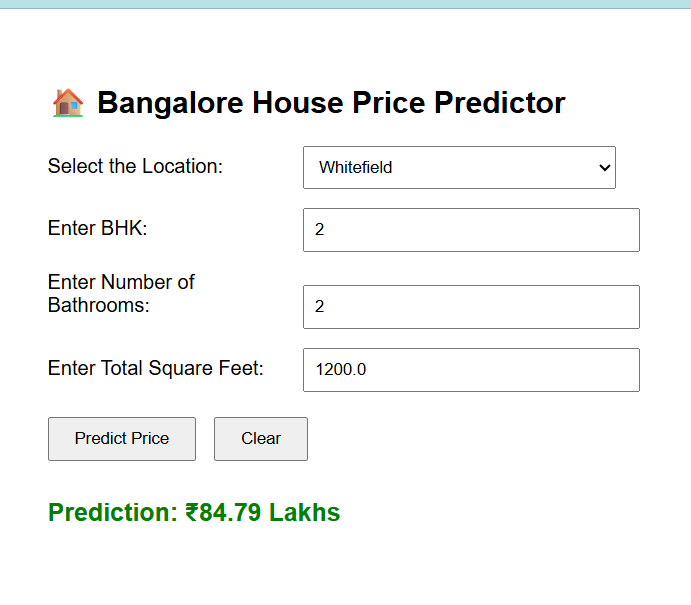 🏠 Bangalore House Price Predictor
Select the Location: Whitefield
Enter BHK: 2
Enter Number of
Bathrooms: 2
Enter Total Square Feet: 1200.0
Predict Price Clear
Prediction: ₹84.79 Lakhs